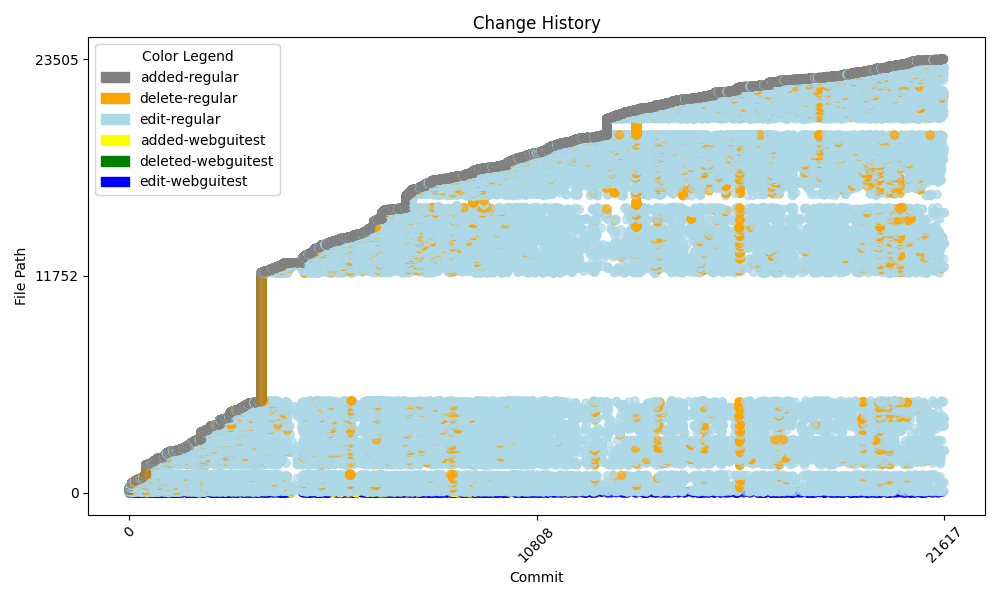 Change History
Color Legend
added-regular
delete-regular
edit-regular
added-webguitest
deleted-webguitest
edit-webguitest
23505
11752
0
File Path
0
10808
21617
Commit